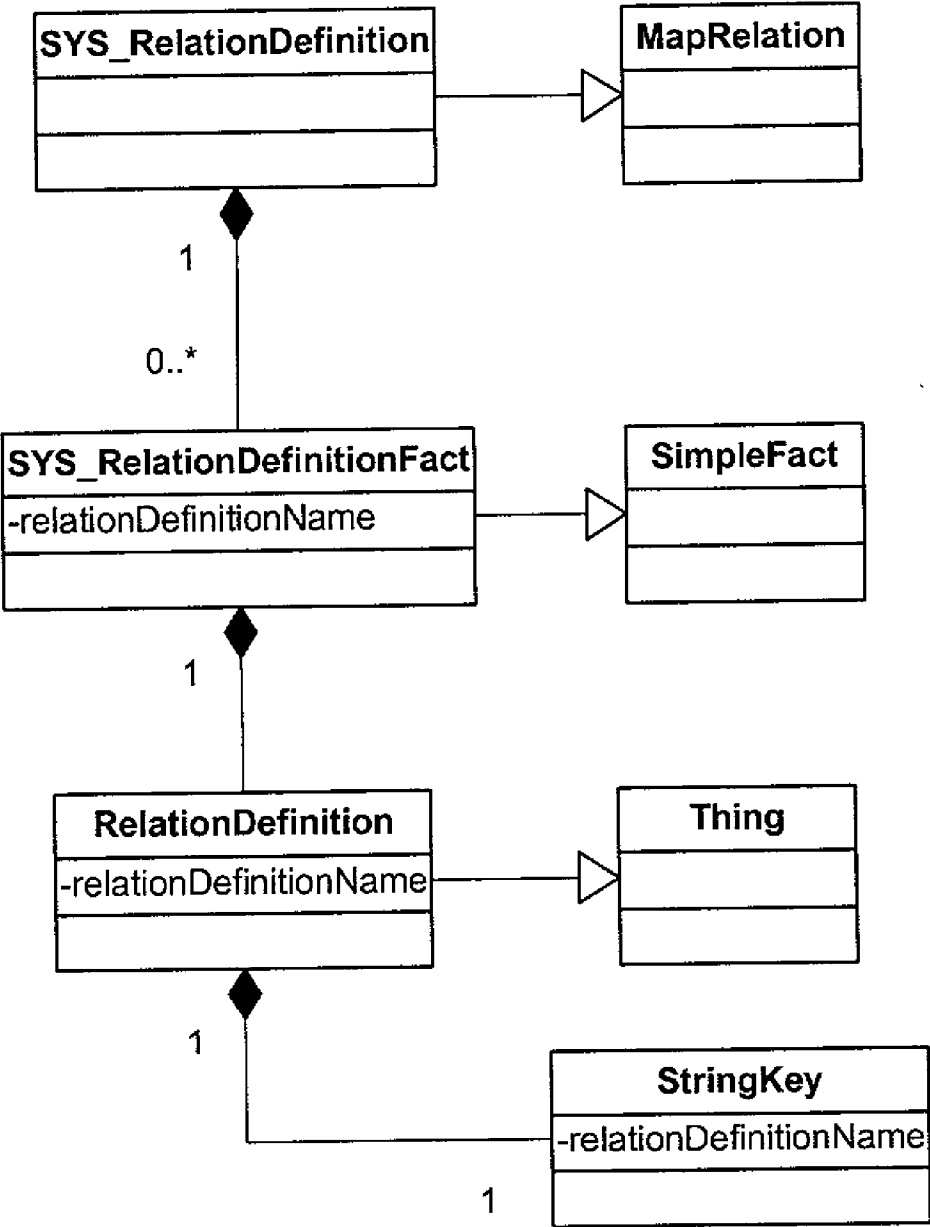 SYS_RelationDefinition
MapRelation
1
0..*
SYS_RelationDefinitionFact
-relationDefinitionName
SimpleFact
1
RelationDefinition
-relationDefinitionName
Thing
1
StringKey
-relationDefinitionName
1